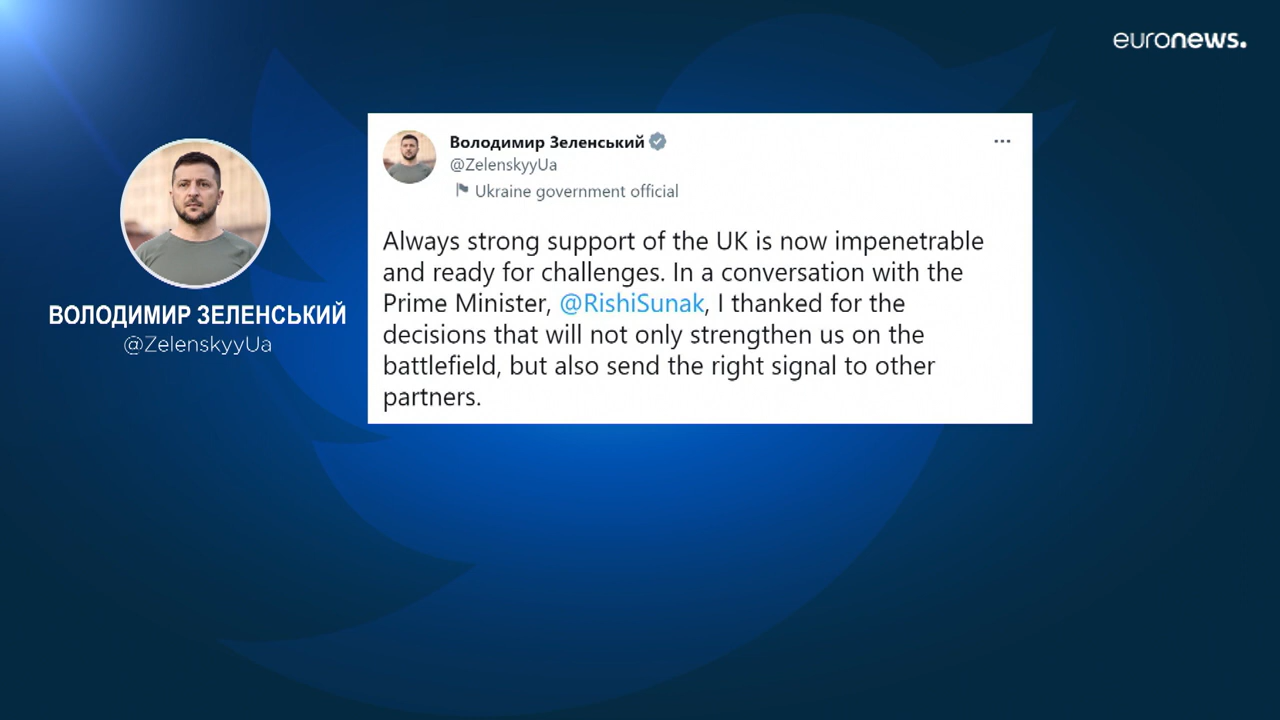 euronews.
Володимир Зеленський
@ZelenskyyUa
Ukraine government official
Always strong support of the UK is now impenetrable
and ready for challenges. In a conversation with the
Prime Minister, @RishiSunak, I thanked for the
decisions that will not only strengthen us on the
battlefield, but also send the right signal to other
partners.
ВОЛОДИМИР ЗЕЛЕНСЬКИЙ
@ZelenskyyUa